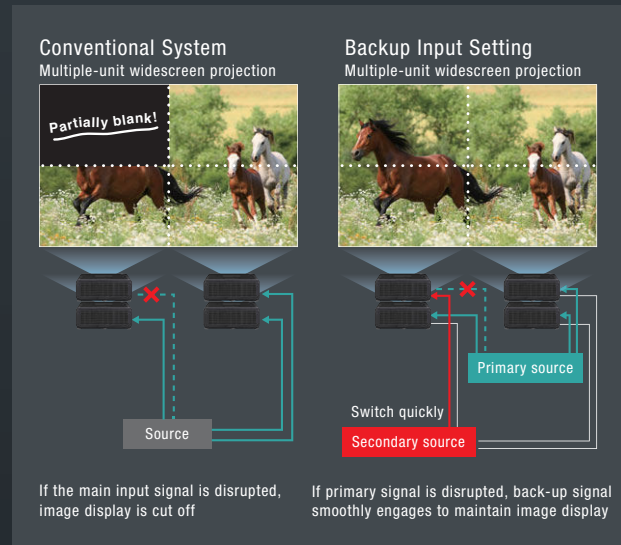 Conventional System
Multiple-unit widescreen projection
Partially blank!
Source
If the main input signal is disrupted,
image display is cut off
Backup Input Setting
Multiple-unit widescreen projection
Primary source
Switch quickly
Secondary source
If primary signal is disrupted, back-up signal
smoothly engages to maintain image display